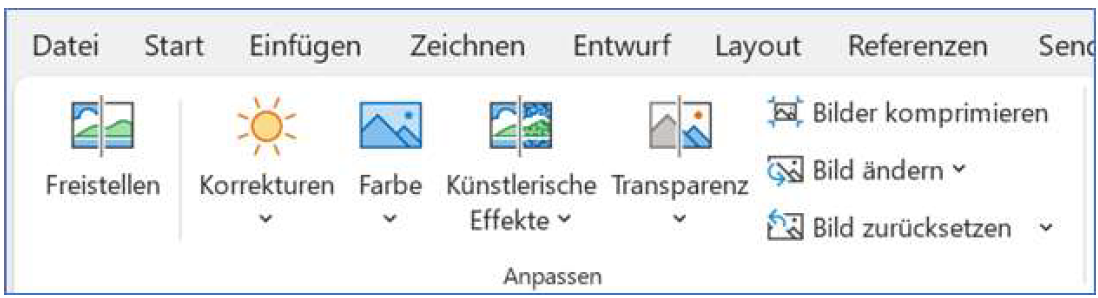 Datei Start Einfügen Zeichnen Entwurf Layout Referenzen Send
Freistellen
Korrekturen
Farbe
Künstlerische
Effekte
Transparenz
Bilder komprimieren
Bild ändern
Bild zurücksetzen
Anpassen